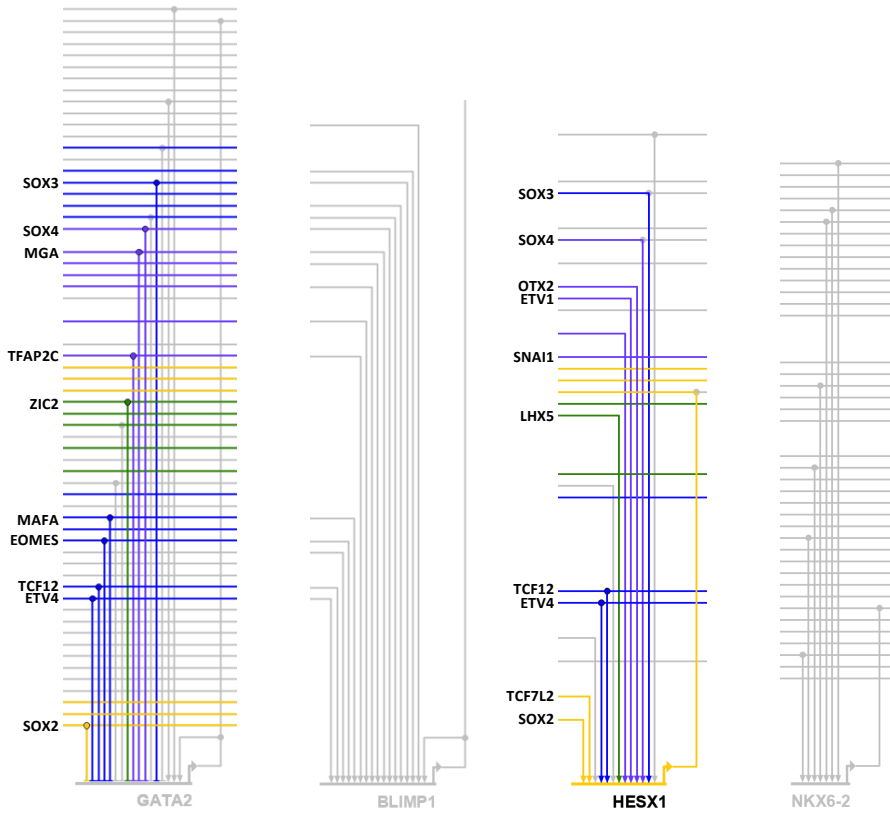 SOX3
SOX4
MGA
TFAP2C
ZIC2
MAFA
EOMES
TCF12
ETV4
SOX2
GATA2
BLIMP1
SOX3
SOX4
OTX2
ETV1
SNAI1
LHX5
TCF12
ETV4
TCF7L2
SOX2
HESX1
NKX6-2